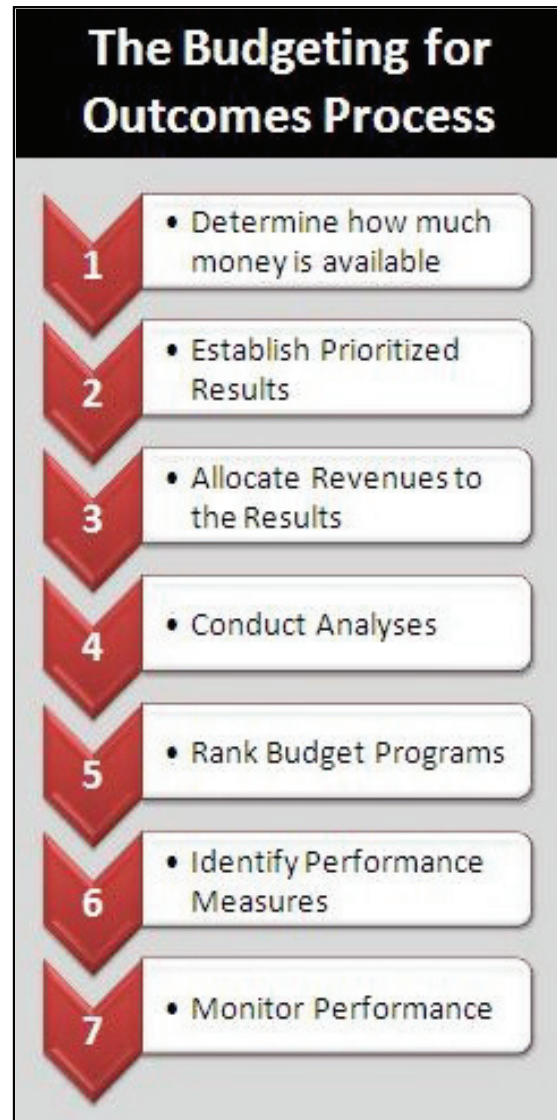 The Budgeting for
Outcomes Process
1
• Determine how much
money is available
2
• Establish Prioritized
Results
3
• Allocate Revenues to
the Results
4
• Conduct Analyses
5
• Rank Budget Programs
6
• Identify Performance
Measures
7
• Monitor Performance